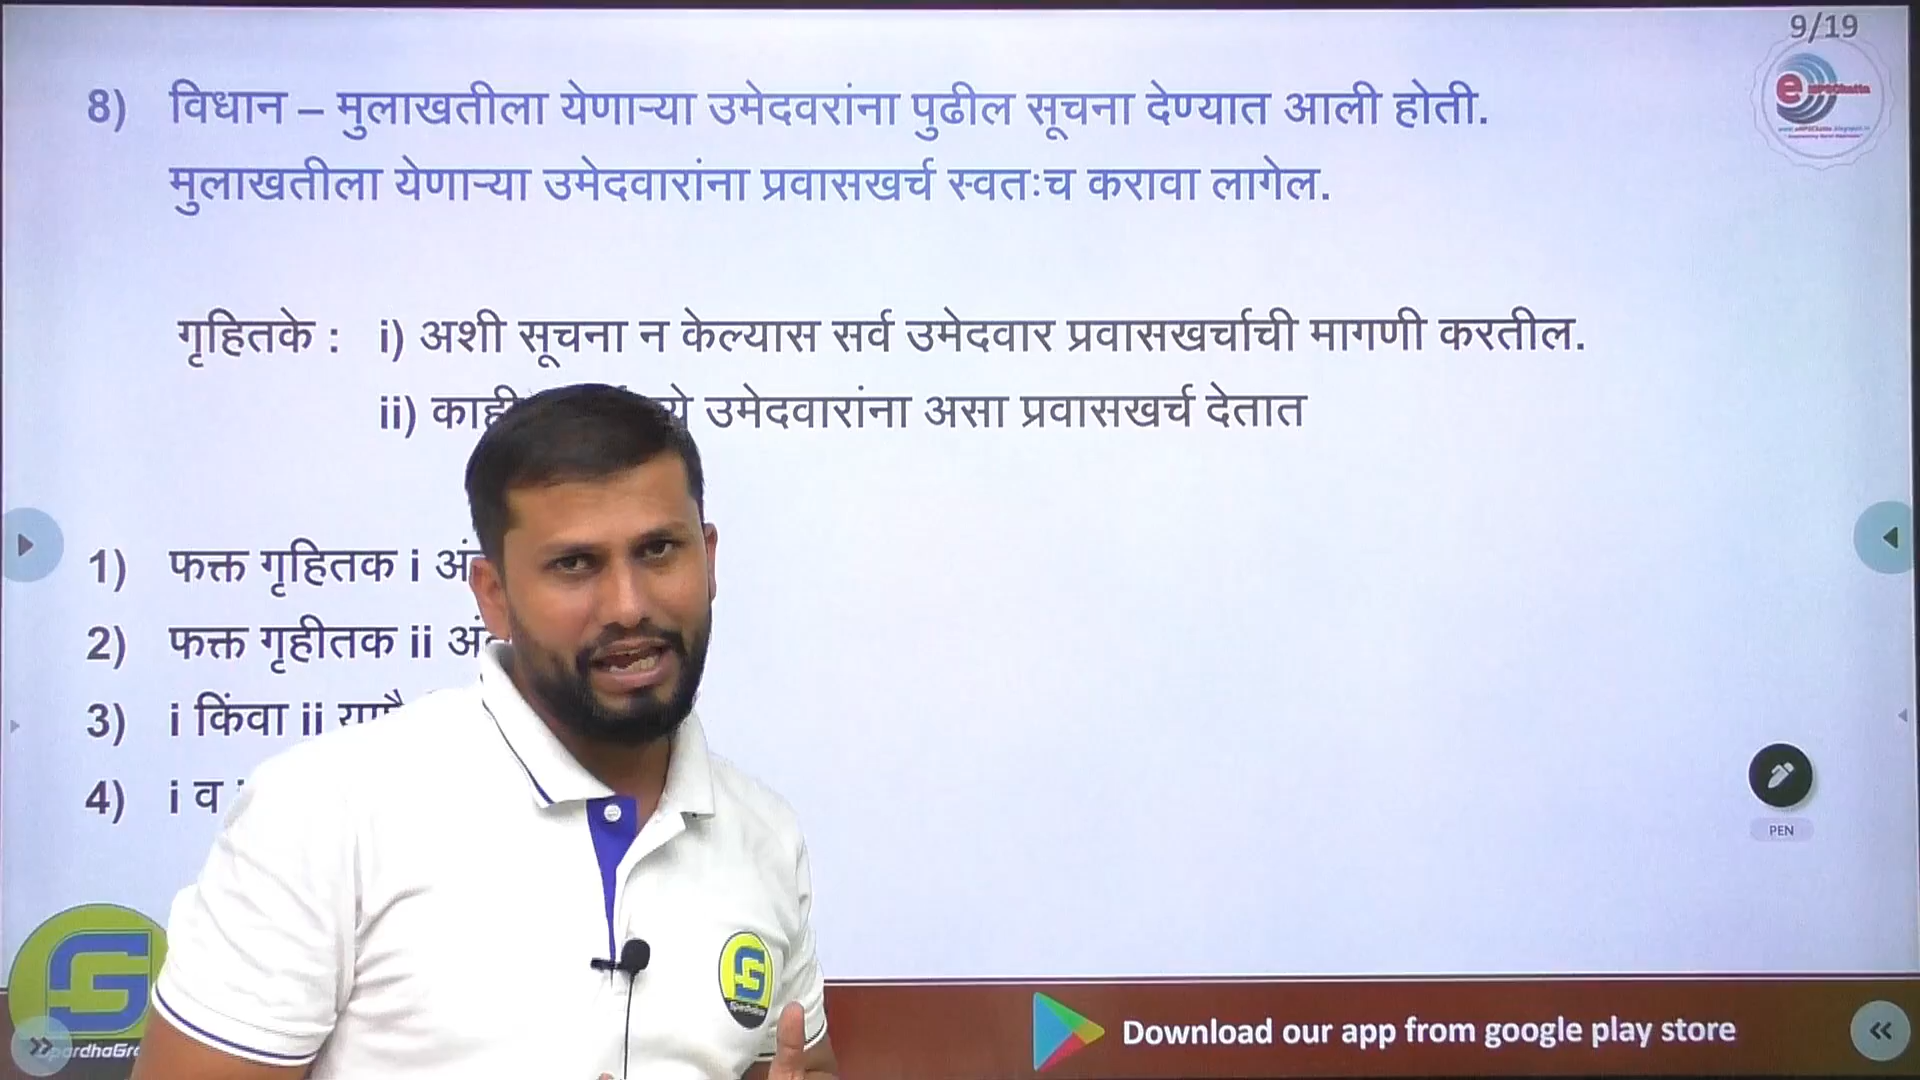 9/19
8) विधान – मुलाखतीला येणाऱ्या उमेदवरांना पुढील सूचना देण्यात आली होती.
मुलाखतीला येणाऱ्या उमेदवारांना प्रवासखर्च स्वतःच करावा लागेल.
गृहितके : i) अशी सूचना न केल्यास सर्व उमेदवार प्रवासखर्चाची मागणी करतील.
ii) उमेदवारांना असा प्रवासखर्च देतात
1) फक्त गृहितक i
2) फक्त गृहीतक ii
3) i किंवा ii
4) i व
PEN
Download our app from google play store